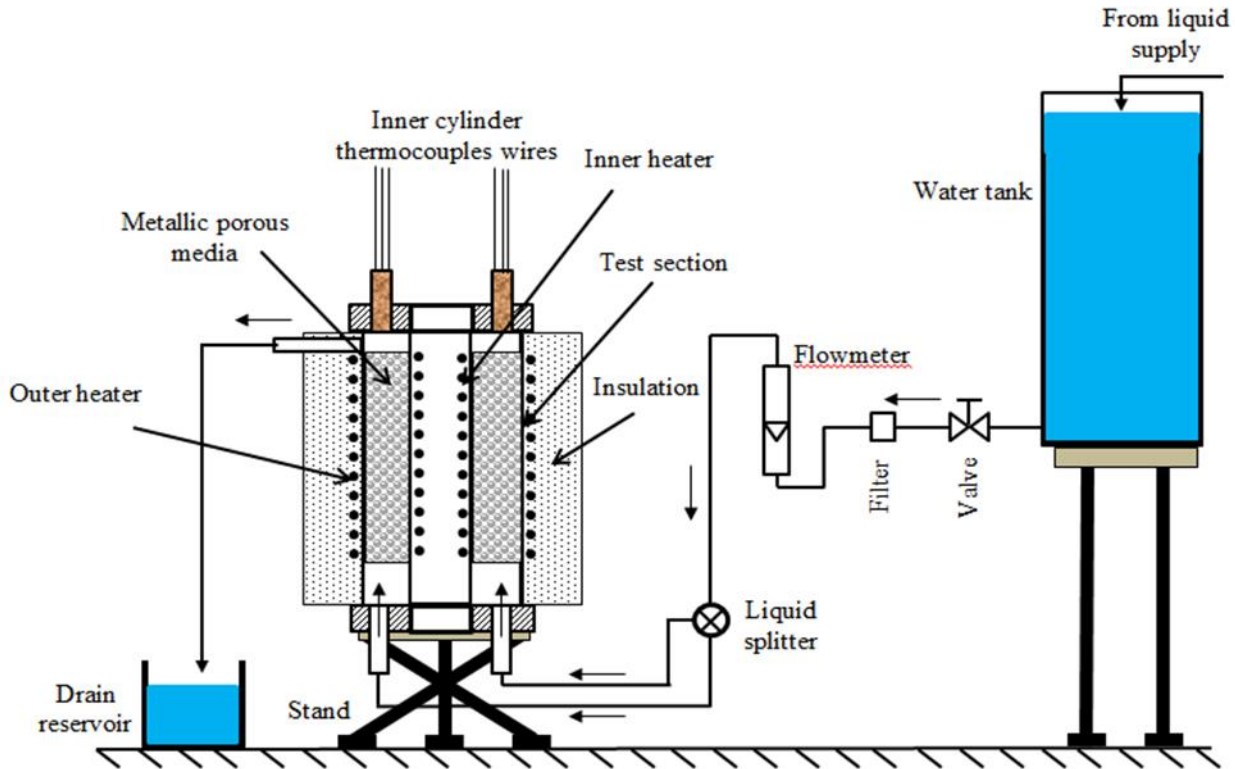 From liquid
supply
Inner cylinder
thermocouples wires
Inner heater
Water tank
Metallic porous
media
Test section
Flowmeter
Outer heater
Insulation
Filter
Valve
Liquid
splitter
Drain
reservoir
Stand